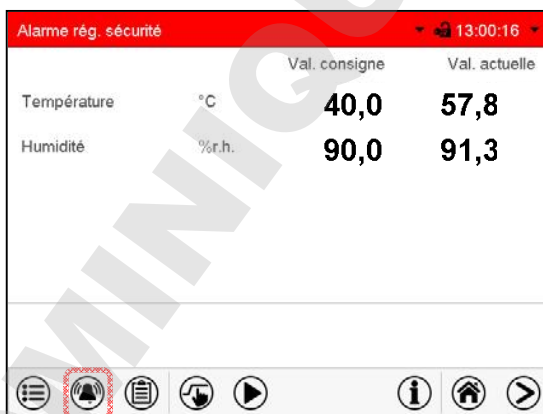 Alarme rég. sécurité 13:00:16
Val. consigne Val. actuelle
Température °C 40,0 57,8
Humidité %r.h. 90,0 91,3
MINIQU